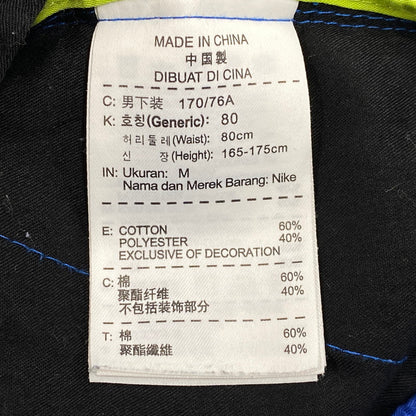 MADE IN CHINA
中国製
DIBUAT DI CINA
C: 男下装 170/76A
K: 호칭(Generic): 80
허리둘레(Waist): 80cm
신 장(Height): 165-175cm
IN: Ukuran: M
Nama dan Merek Barang: Nike
E: COTTON 60%
POLYESTER 40%
EXCLUSIVE OF DECORATION
C: 棉 60%
聚酯纤维 40%
不包括装饰部分
T: 棉 60%
聚酯纖維 40%